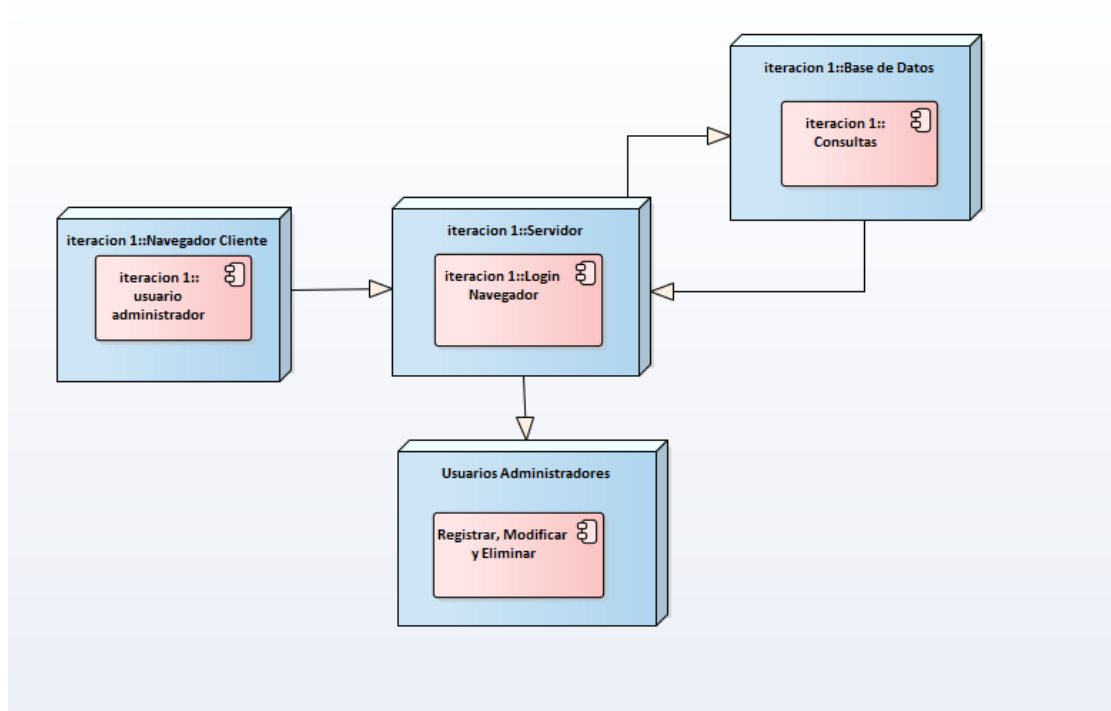 iteracion 1::Base de Datos
iteracion 1::
Consultas
iteracion 1::Navegador Cliente
iteracion 1::
usuario
administrador
iteracion 1::Servidor
iteracion 1::Login
Navegador
Usuarios Administradores
Registrar, Modificar
y Eliminar